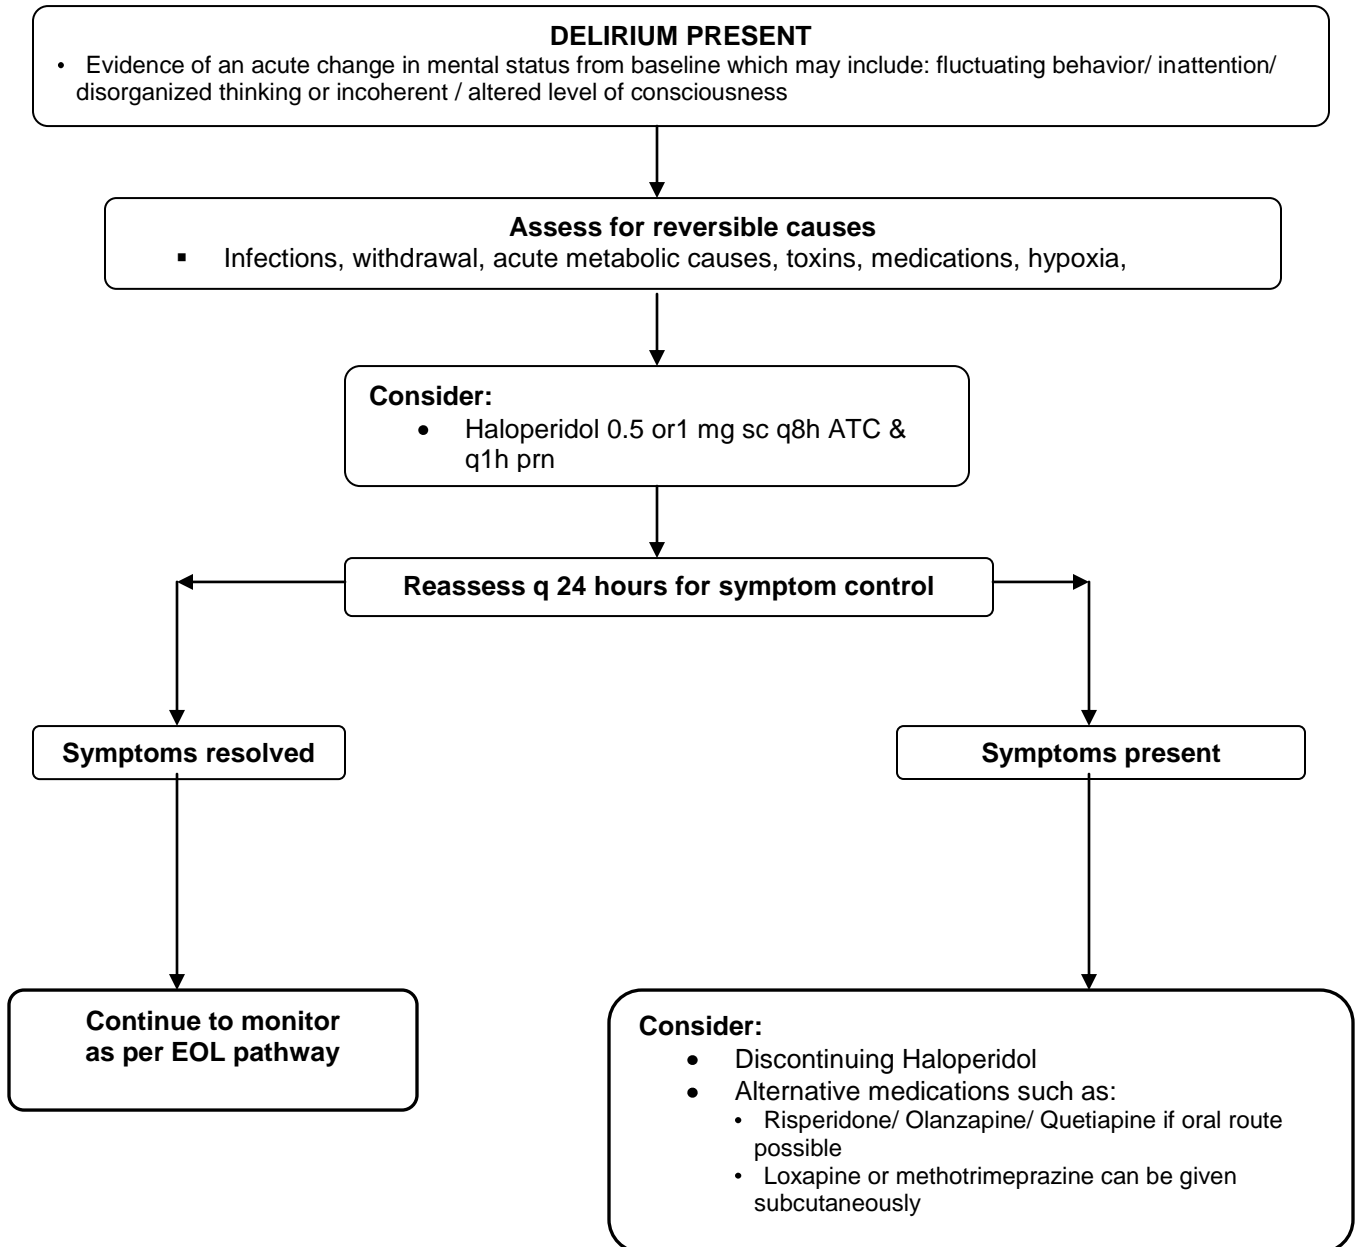 DELIRIUM PRESENT
• Evidence of an acute change in mental status from baseline which may include: fluctuating behavior/ inattention/
disorganized thinking or incoherent / altered level of consciousness
Assess for reversible causes
▪ Infections, withdrawal, acute metabolic causes, toxins, medications, hypoxia,
Consider:
• Haloperidol 0.5 or1 mg sc q8h ATC &
q1h prn
Reassess q 24 hours for symptom control
Symptoms resolved
Symptoms present
Continue to monitor
as per EOL pathway
Consider:
• Discontinuing Haloperidol
• Alternative medications such as:
• Risperidone/ Olanzapine/ Quetiapine if oral route
possible
• Loxapine or methotrimeprazine can be given
subcutaneously